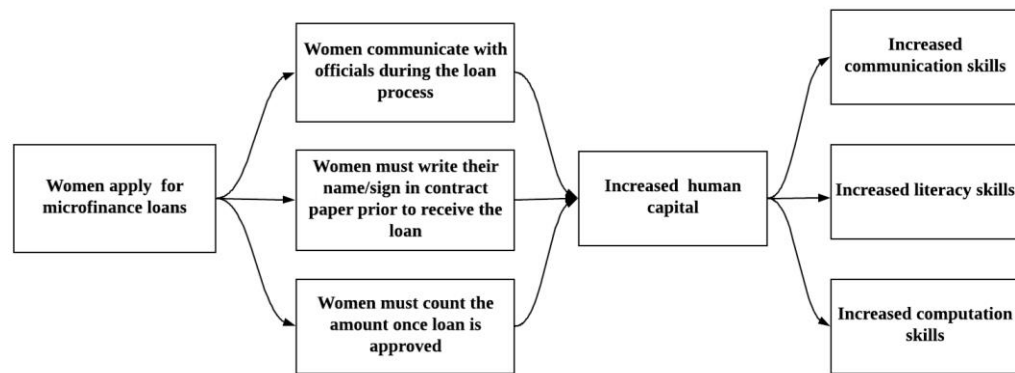 Women apply for
microfinance loans
Women communicate with
officials during the loan
process
Women must write their
name/sign in contract
paper prior to receive the
loan
Women must count the
amount once loan is
approved
Increased human
capital
Increased
communication skills
Increased literacy skills
Increased computation
skills